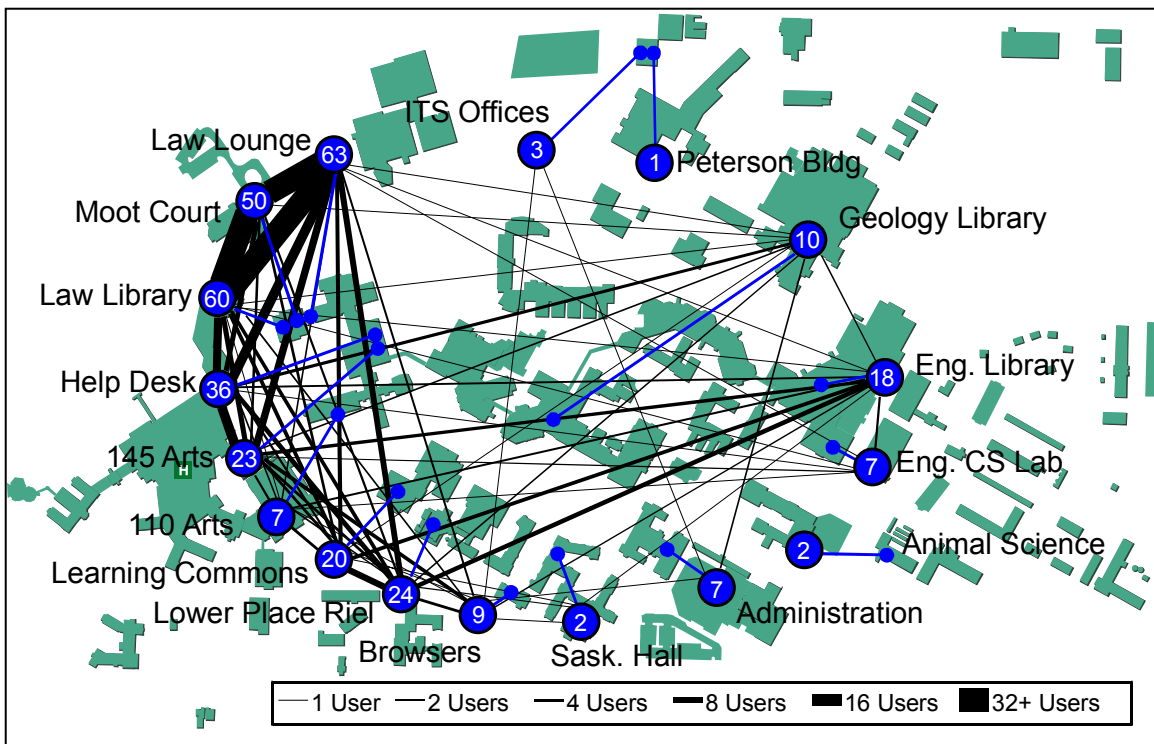 ITS Offices
3
1
Peterson Bldg
Law Lounge
63
50
Moot Court
Geology Library
10
Law Library
60
Help Desk
36
18
Eng. Library
145 Arts
23
H
7
Eng. CS Lab
110 Arts
7
2
Animal Science
Learning Commons
20
24
Lower Place Riel
9
Browsers
2
Sask. Hall
7
Administration
1 User
2 Users
4 Users
8 Users
16 Users
32+ Users